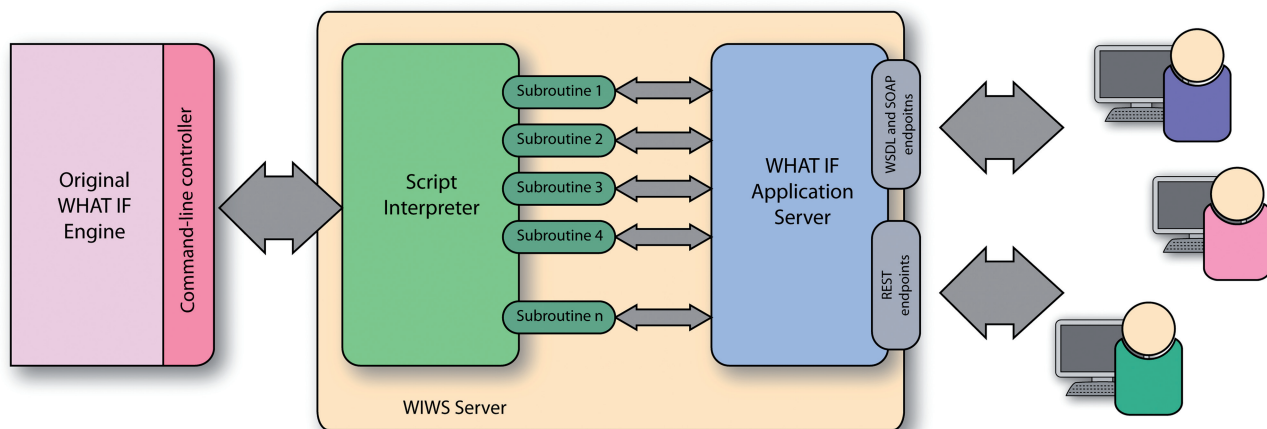 Original
WHAT IF
Engine
Command-line controller
Script
Interpreter
Subroutine 1
Subroutine 2
Subroutine 3
Subroutine 4
Subroutine n
WHAT IF
Application
Server
WSDL and SOAP
endpoitns
REST
endpoints
WIWS Server